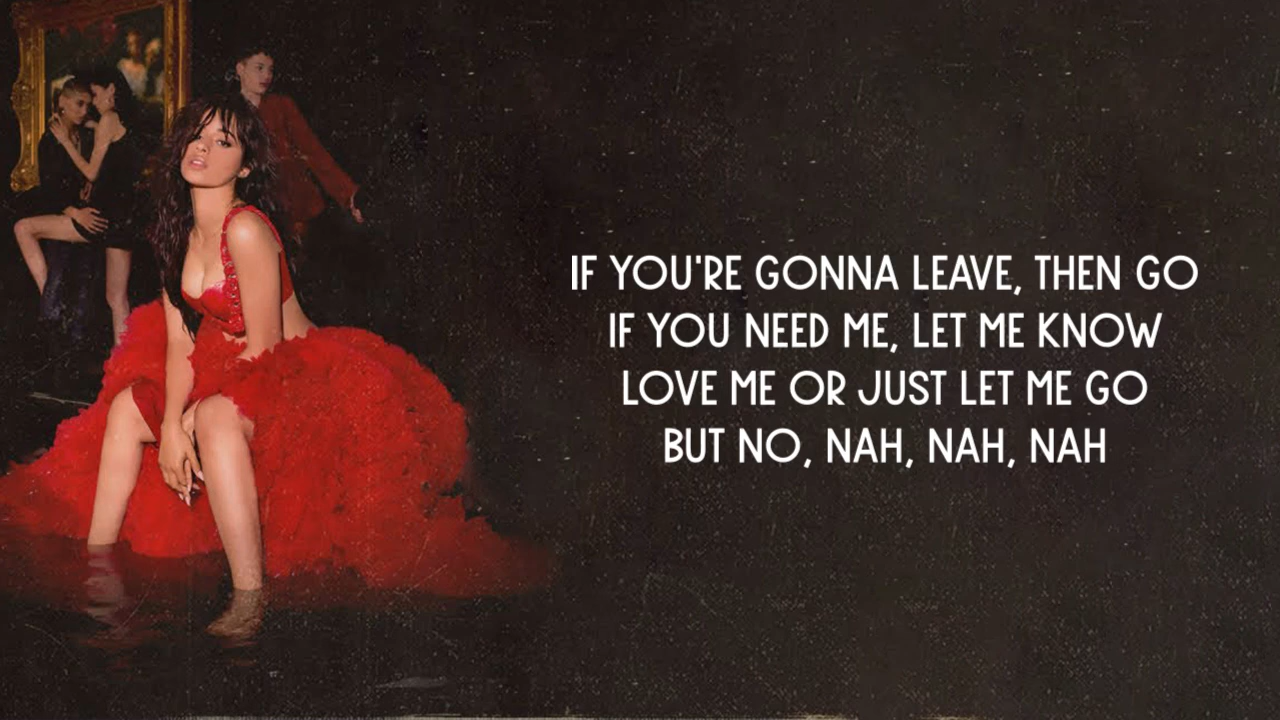 IF YOU'RE GONNA LEAVE, THEN GO
IF YOU NEED ME, LET ME KNOW
LOVE ME OR JUST LET ME GO
BUT NO, NAH, NAH, NAH